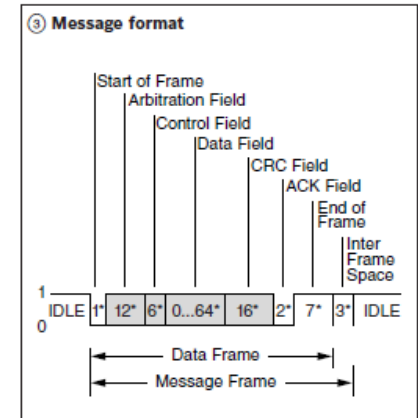 ③ Message format
Start of Frame
Arbitration Field
Control Field
Data Field
CRC Field
ACK Field
End of
Frame
Inter
Frame
Space
1
IDLE 1* 12* 6* 0...64* 16* 2* 7* 3* IDLE
0
Data Frame
Message Frame